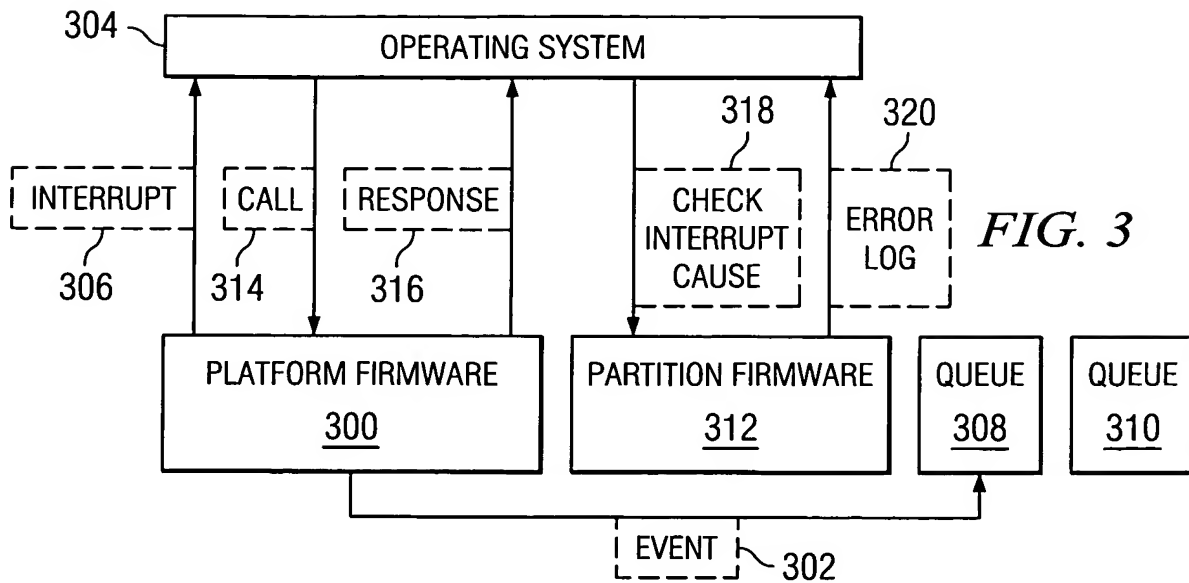 304
OPERATING SYSTEM
318
320
INTERRUPT
CALL
RESPONSE
CHECK
INTERRUPT
CAUSE
ERROR
LOG
FIG. 3
306
314
316
PLATFORM FIRMWARE
300
PARTITION FIRMWARE
312
QUEUE
308
QUEUE
310
EVENT
302